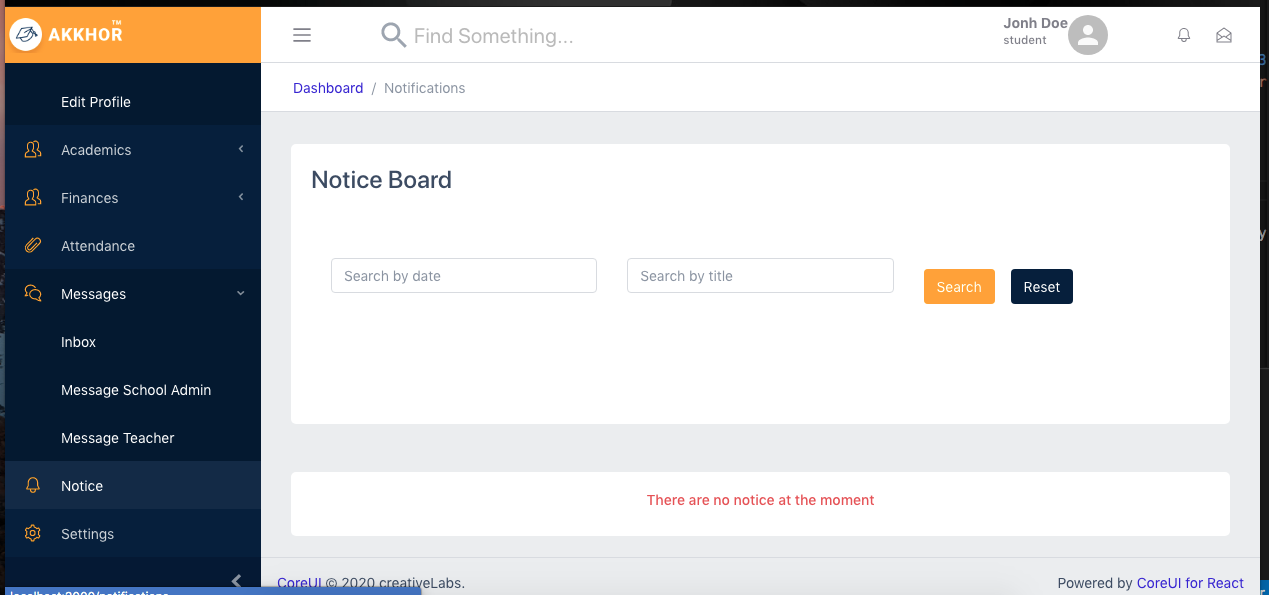 AKKHOR™
Find Something...
Jonh Doe
student
Dashboard / Notifications
Edit Profile
Academics
Finances
Attendance
Messages
Inbox
Message School Admin
Message Teacher
Notice
Settings
Notice Board
Search by date
Search by title
Search
Reset
There are no notice at the moment
CoreUI © 2020 creativeLabs.
Powered by CoreUI for React